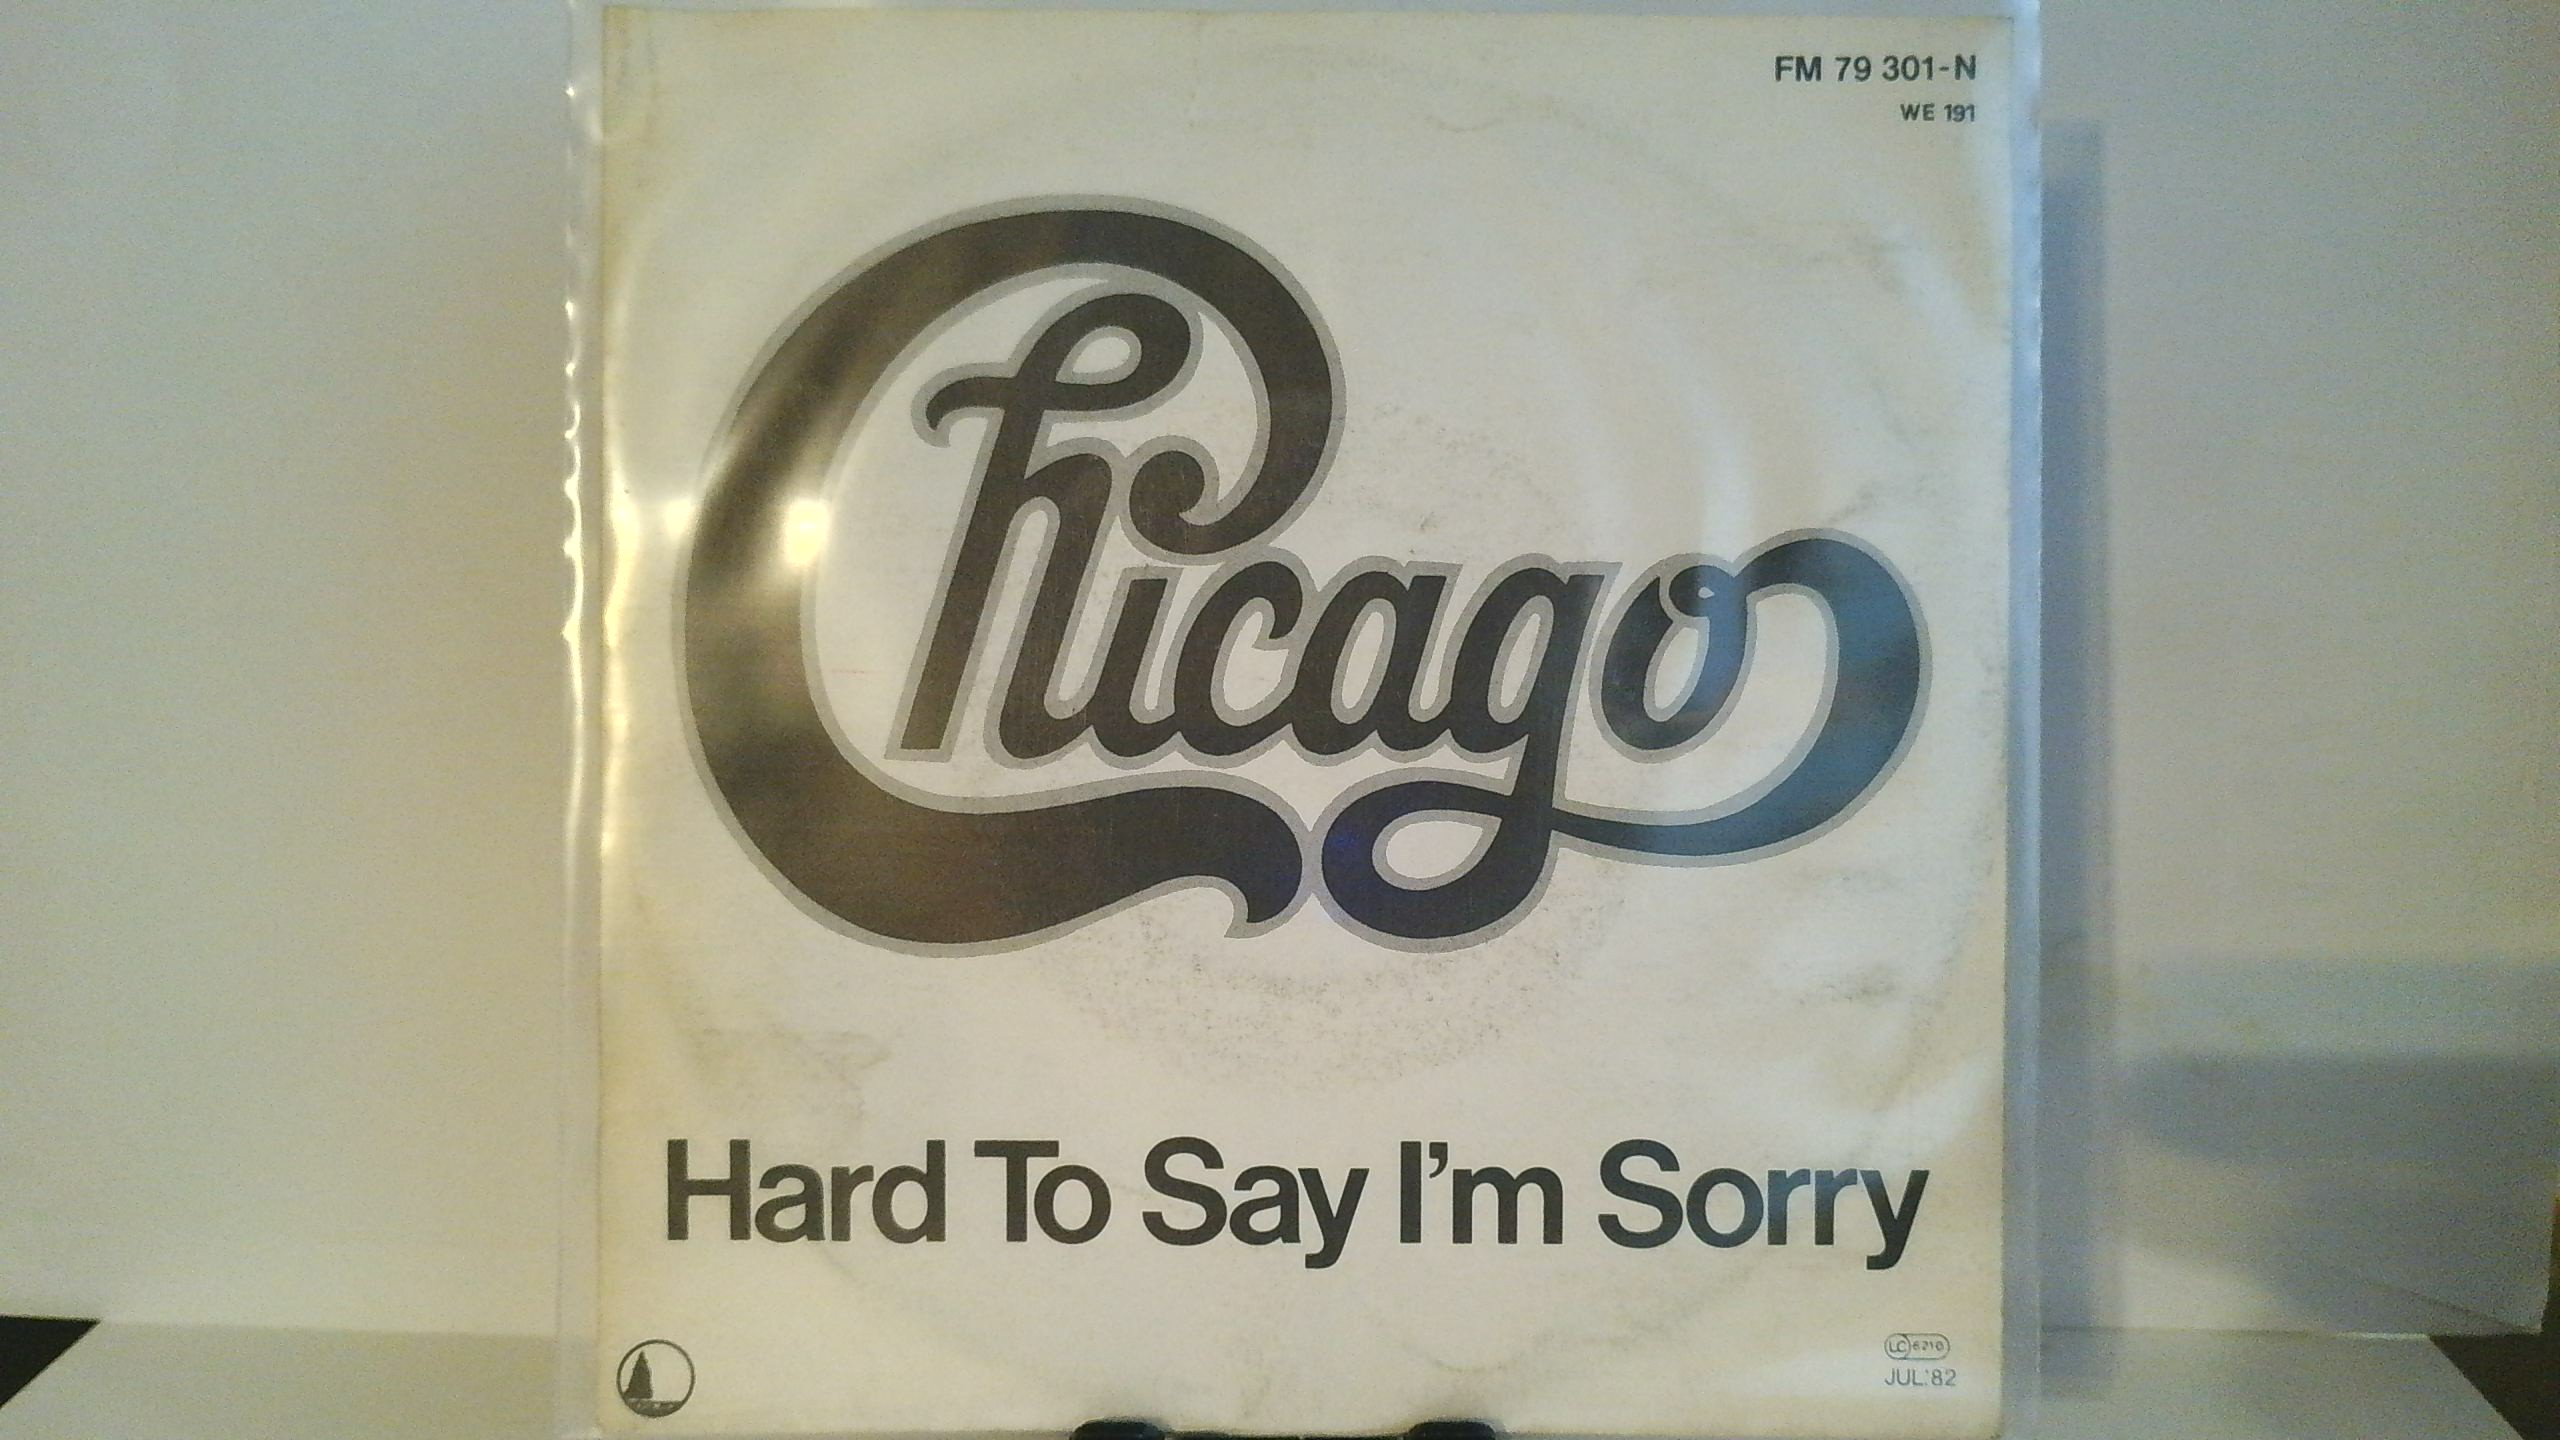 FM 79 301-N
WE 191
Chicago
Hard To Say I'm Sorry
LC 6210
JUL.'82